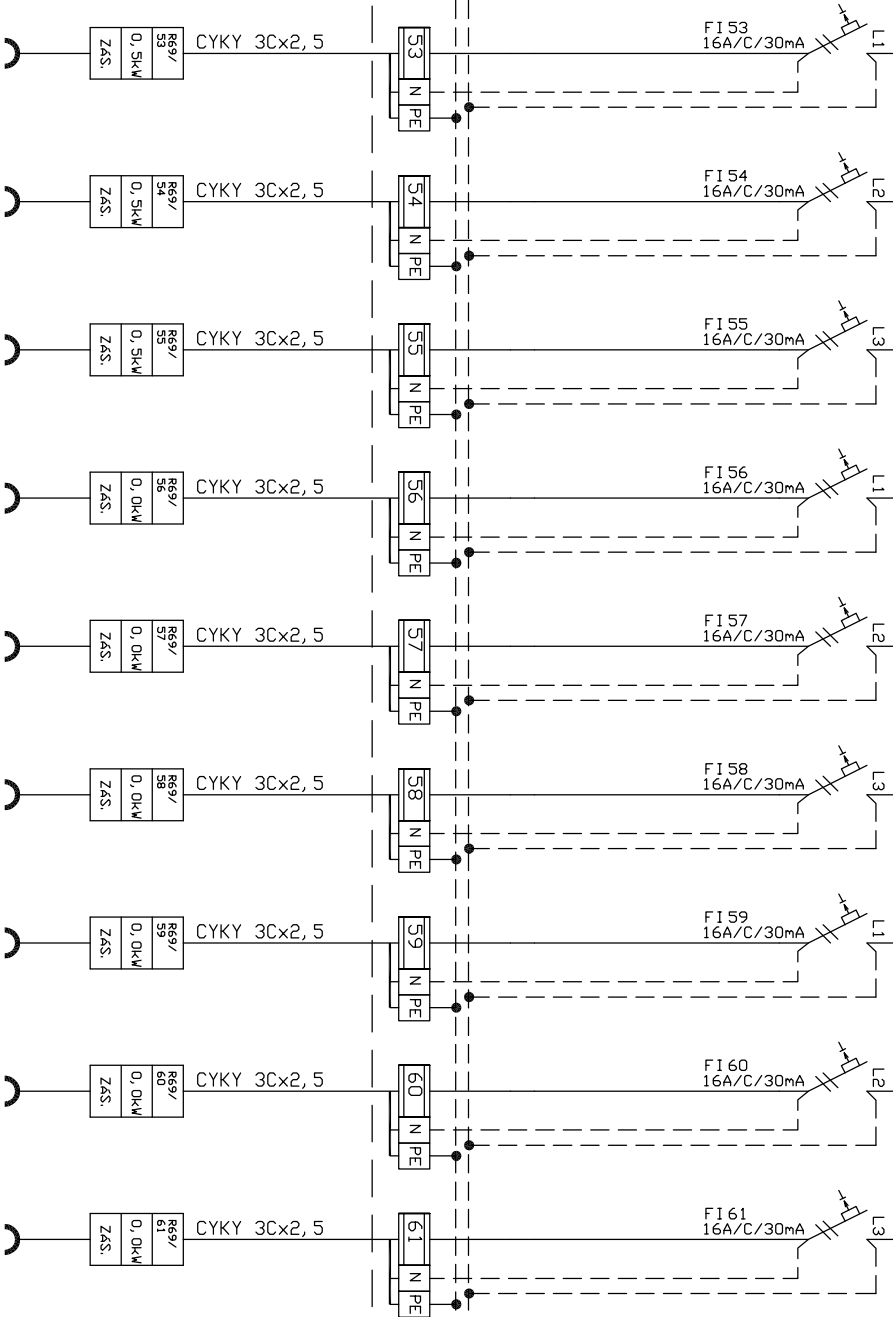 L1
FI53
16A/C/30mA
53
N
PE
CYKY 3Cx2,5
R69/
53
0,5kW
ZÁS.
L2
FI54
16A/C/30mA
54
N
PE
CYKY 3Cx2,5
R69/
54
0,5kW
ZÁS.
L3
FI55
16A/C/30mA
55
N
PE
CYKY 3Cx2,5
R69/
55
0,5kW
ZÁS.
L1
FI56
16A/C/30mA
56
N
PE
CYKY 3Cx2,5
R69/
56
0,0kW
ZÁS.
L2
FI57
16A/C/30mA
57
N
PE
CYKY 3Cx2,5
R69/
57
0,0kW
ZÁS.
L3
FI58
16A/C/30mA
58
N
PE
CYKY 3Cx2,5
R69/
58
0,0kW
ZÁS.
L1
FI59
16A/C/30mA
59
N
PE
CYKY 3Cx2,5
R69/
59
0,0kW
ZÁS.
L2
FI60
16A/C/30mA
60
N
PE
CYKY 3Cx2,5
R69/
60
0,0kW
ZÁS.
L3
FI61
16A/C/30mA
61
N
PE
CYKY 3Cx2,5
R69/
61
0,0kW
ZÁS.